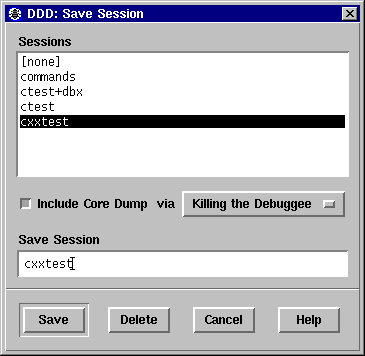 DDD: Save Session
Sessions
[none]
commands
ctest+dbx
ctest
cxxtest
Include Core Dump via Killing the Debuggee
Save Session
cxxtest
Save Delete Cancel Help